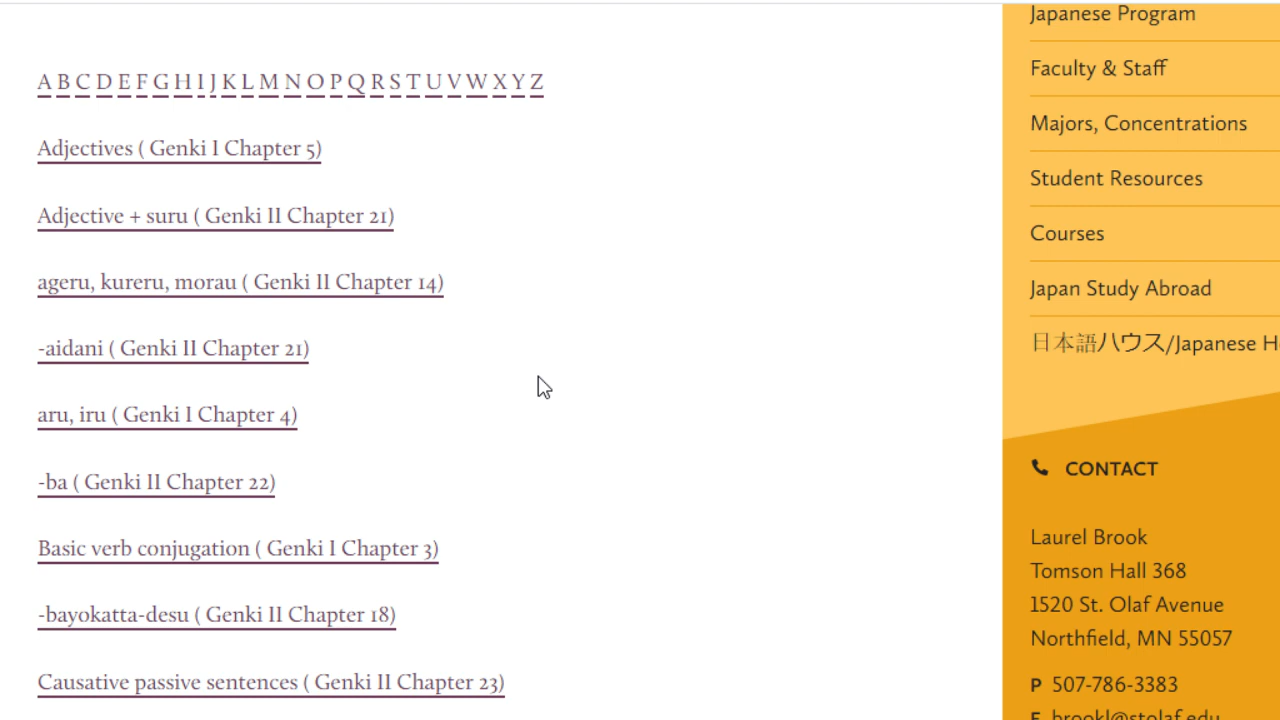 A B C D E F G H I J K L M N O P Q R S T U V W X Y Z
Adjectives ( Genki I Chapter 5)
Adjective + suru ( Genki II Chapter 21)
ageru, kureru, morau ( Genki II Chapter 14)
-aidani ( Genki II Chapter 21)
aru, iru ( Genki I Chapter 4)
-ba ( Genki II Chapter 22)
Basic verb conjugation ( Genki I Chapter 3)
-bayokatta-desu ( Genki II Chapter 18)
Causative passive sentences ( Genki II Chapter 23)
Japanese Program
Faculty & Staff
Majors, Concentrations
Student Resources
Courses
Japan Study Abroad
日本語ハウス/Japanese
CONTACT
Laurel Brook
Tomson Hall 368
1520 St. Olaf Avenue
Northfield, MN 55057
P 507-786-3383
brookl@stolaf.edu